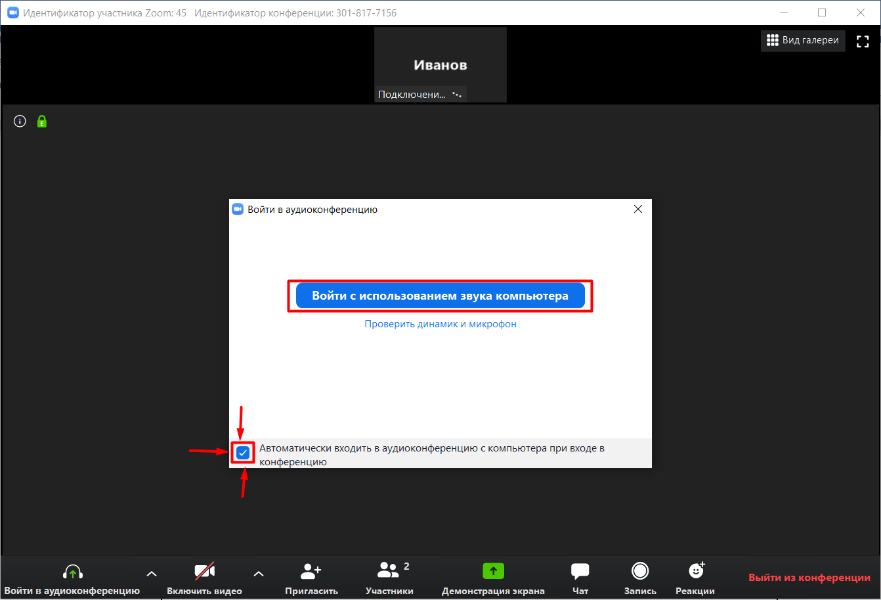 Идентификатор участника Zoom: 45 Идентификатор конференции: 301-817-7156
Вид галереи
Иванов
Подключени...
Войти в аудиоконференцию
Войти с использованием звука компьютера
Проверить динамик и микрофон
Автоматически входить в аудиоконференцию с компьютера при входе в
конференцию
2
Войти в аудиоконференцию
Включить видео
Пригласить
Участники
Демонстрация экрана
Чат
Запись
Реакции
Выйти из конференции